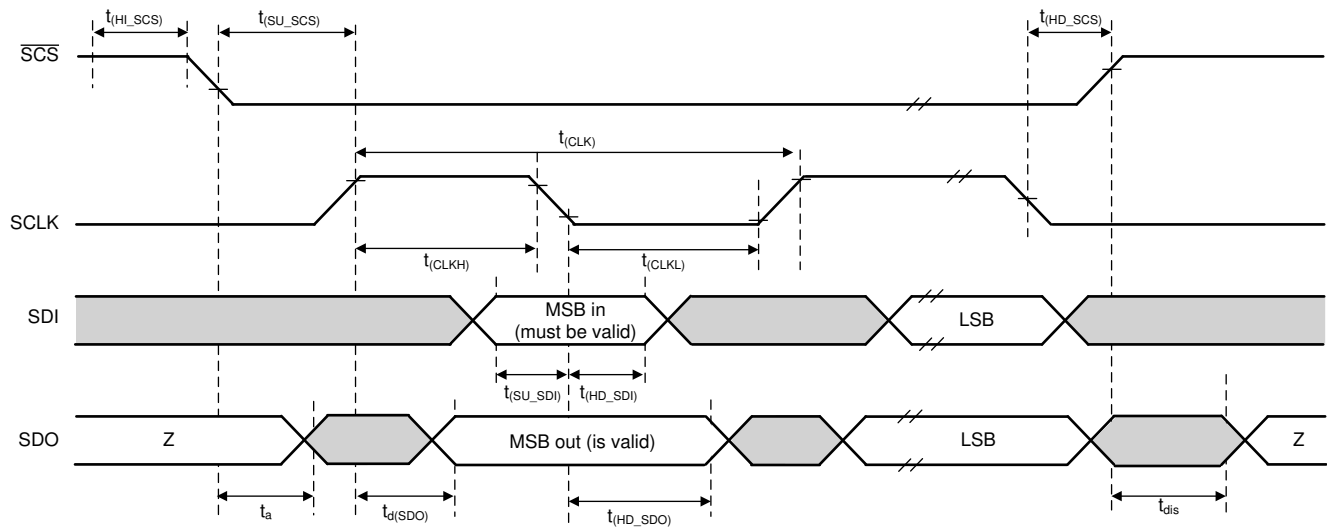 t(HI_SCS)
t(SU_SCS)
t(HD_SCS)
SCS
t(CLK)
SCLK
t(CLKH)
t(CLKL)
SDI
MSB in
(must be valid)
LSB
t(SU_SDI)
t(HD_SDI)
SDO
Z
MSB out (is valid)
LSB
Z
ta
td(SDO)
t(HD_SDO)
tdis